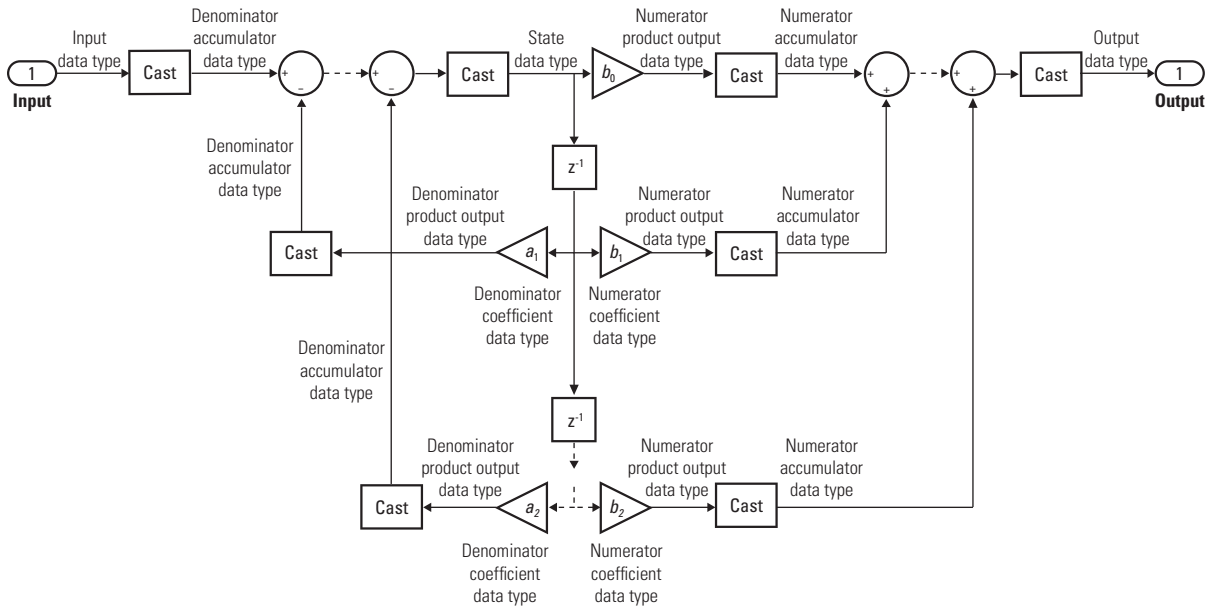 Input
data type
Denominator
accumulator
data type
State
data type
Numerator
product output
data type
Numerator
accumulator
data type
Output
data type
1
Input
Cast
+
−
+
−
Cast
b0
Cast
+
+
+
+
Cast
1
Output
Denominator
accumulator
data type
z-1
Denominator
product output
data type
Numerator
product output
data type
Numerator
accumulator
data type
Cast
a1
b1
Cast
Denominator
coefficient
data type
Numerator
coefficient
data type
Denominator
accumulator
data type
z-1
Denominator
product output
data type
Numerator
product output
data type
Numerator
accumulator
data type
Cast
a2
b2
Cast
Denominator
coefficient
data type
Numerator
coefficient
data type